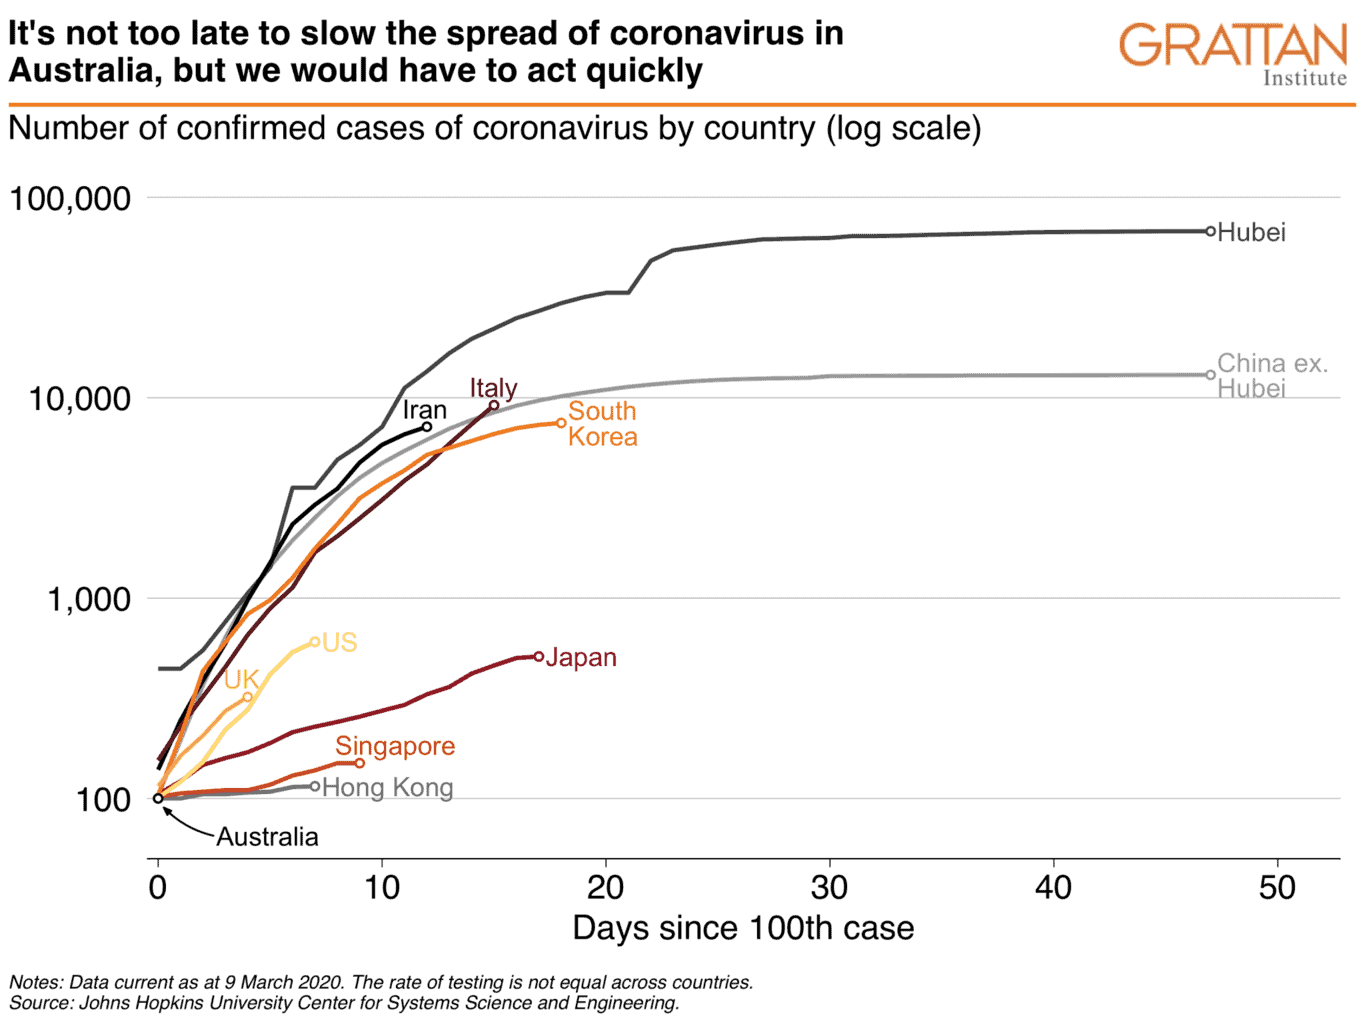 It's not too late to slow the spread of coronavirus in
Australia, but we would have to act quickly
GRATTAN
Institute
Number of confirmed cases of coronavirus by country (log scale)
100,000
Hubei
China ex.
Hubei
10,000
Italy
Iran
South
Korea
1,000
US
Japan
UK
Singapore
Hong Kong
100
Australia
0
10
20
30
40
50
Days since 100th case
Notes: Data current as at 9 March 2020. The rate of testing is not equal across countries.
Source: Johns Hopkins University Center for Systems Science and Engineering.